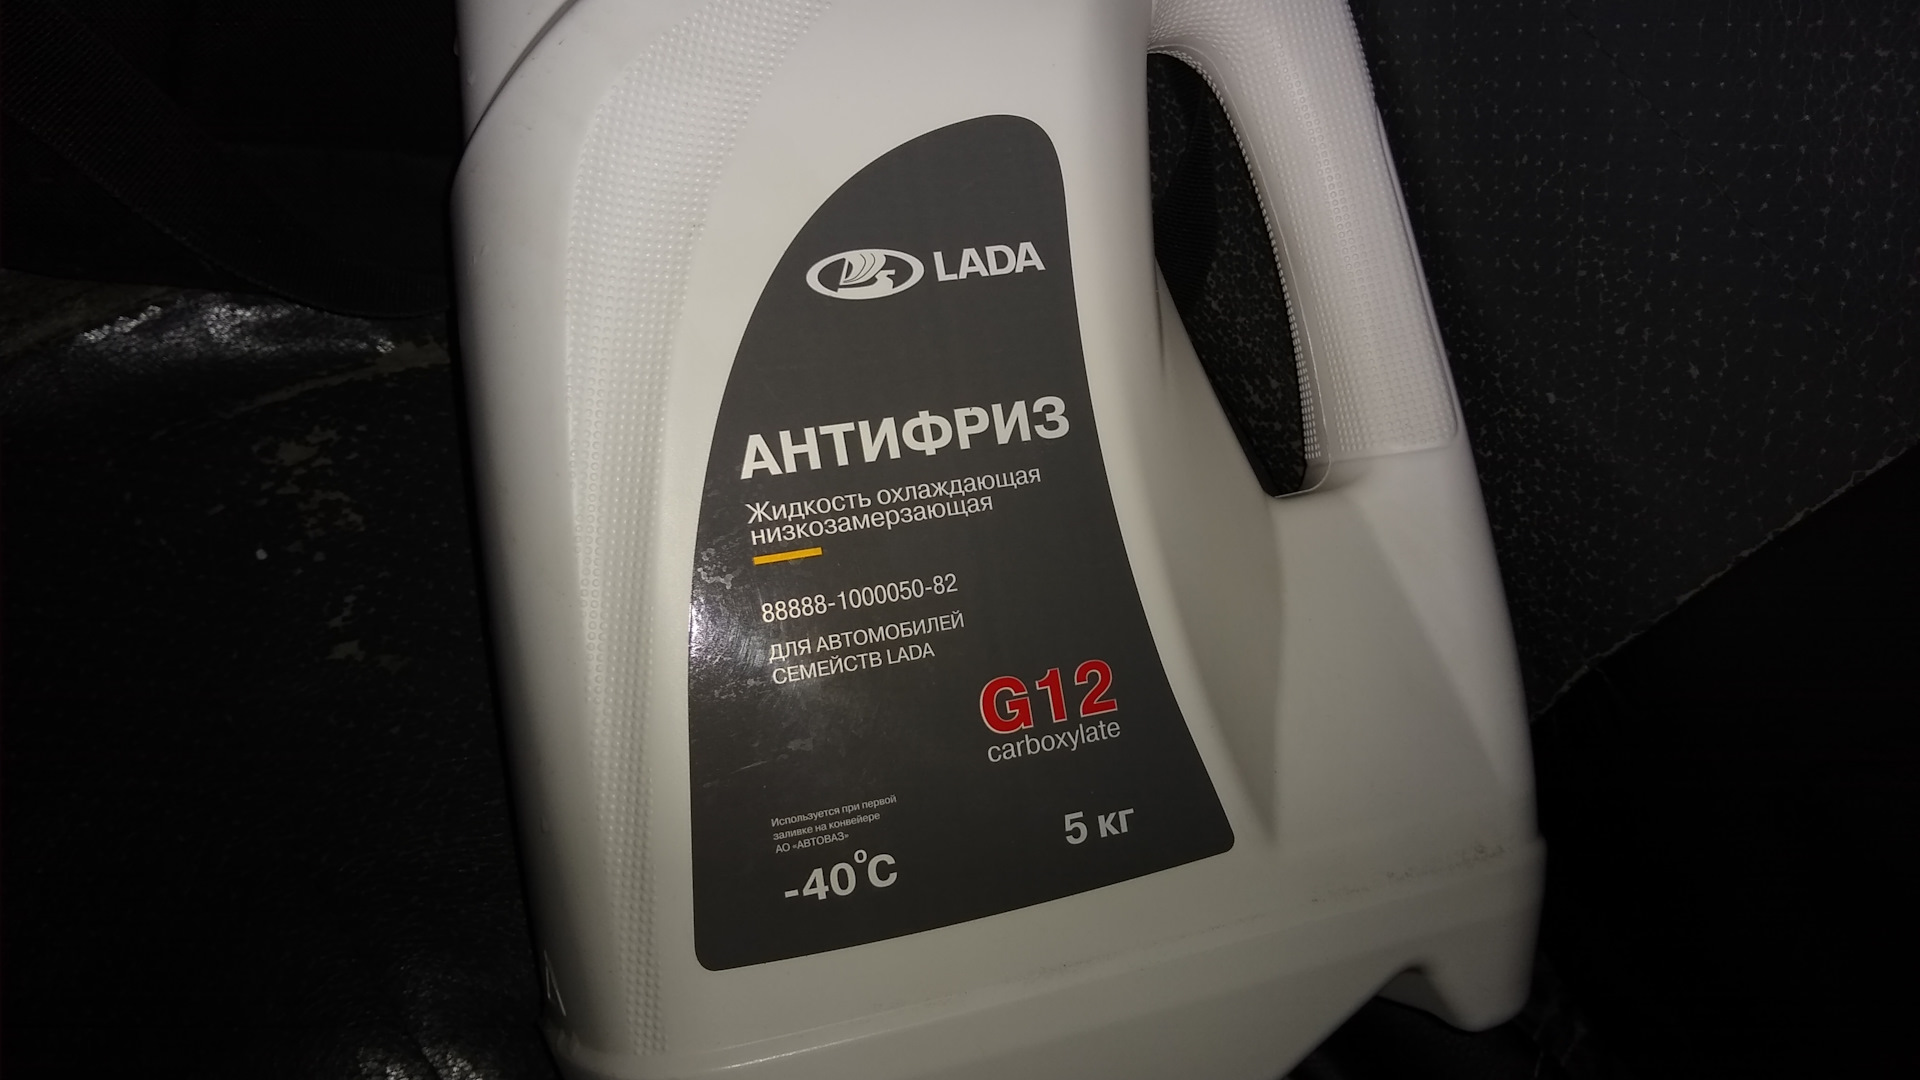 LADA
АНТИФРИЗ
Жидкость охлаждающая
низкозамерзающая
88888-1000050-82
ДЛЯ АВТОМОБИЛЕЙ
СЕМЕЙСТВ LADA
G12
carboxylate
Используется при первой
заливке на конвейере
АО «АВТОВАЗ»
5 кг
-40°C